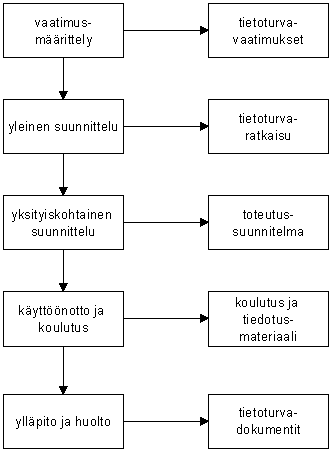 vaatimus-
määrittely
tietoturva-
vaatimukset
yleinen suunnittelu
tietoturva-
ratkaisu
yksityiskohtainen
suunnittelu
toteutus-
suunnitelma
käyttöönotto ja
koulutus
koulutus ja
tiedotus-
materiaali
ylläpito ja huolto
tietoturva-
dokumentit